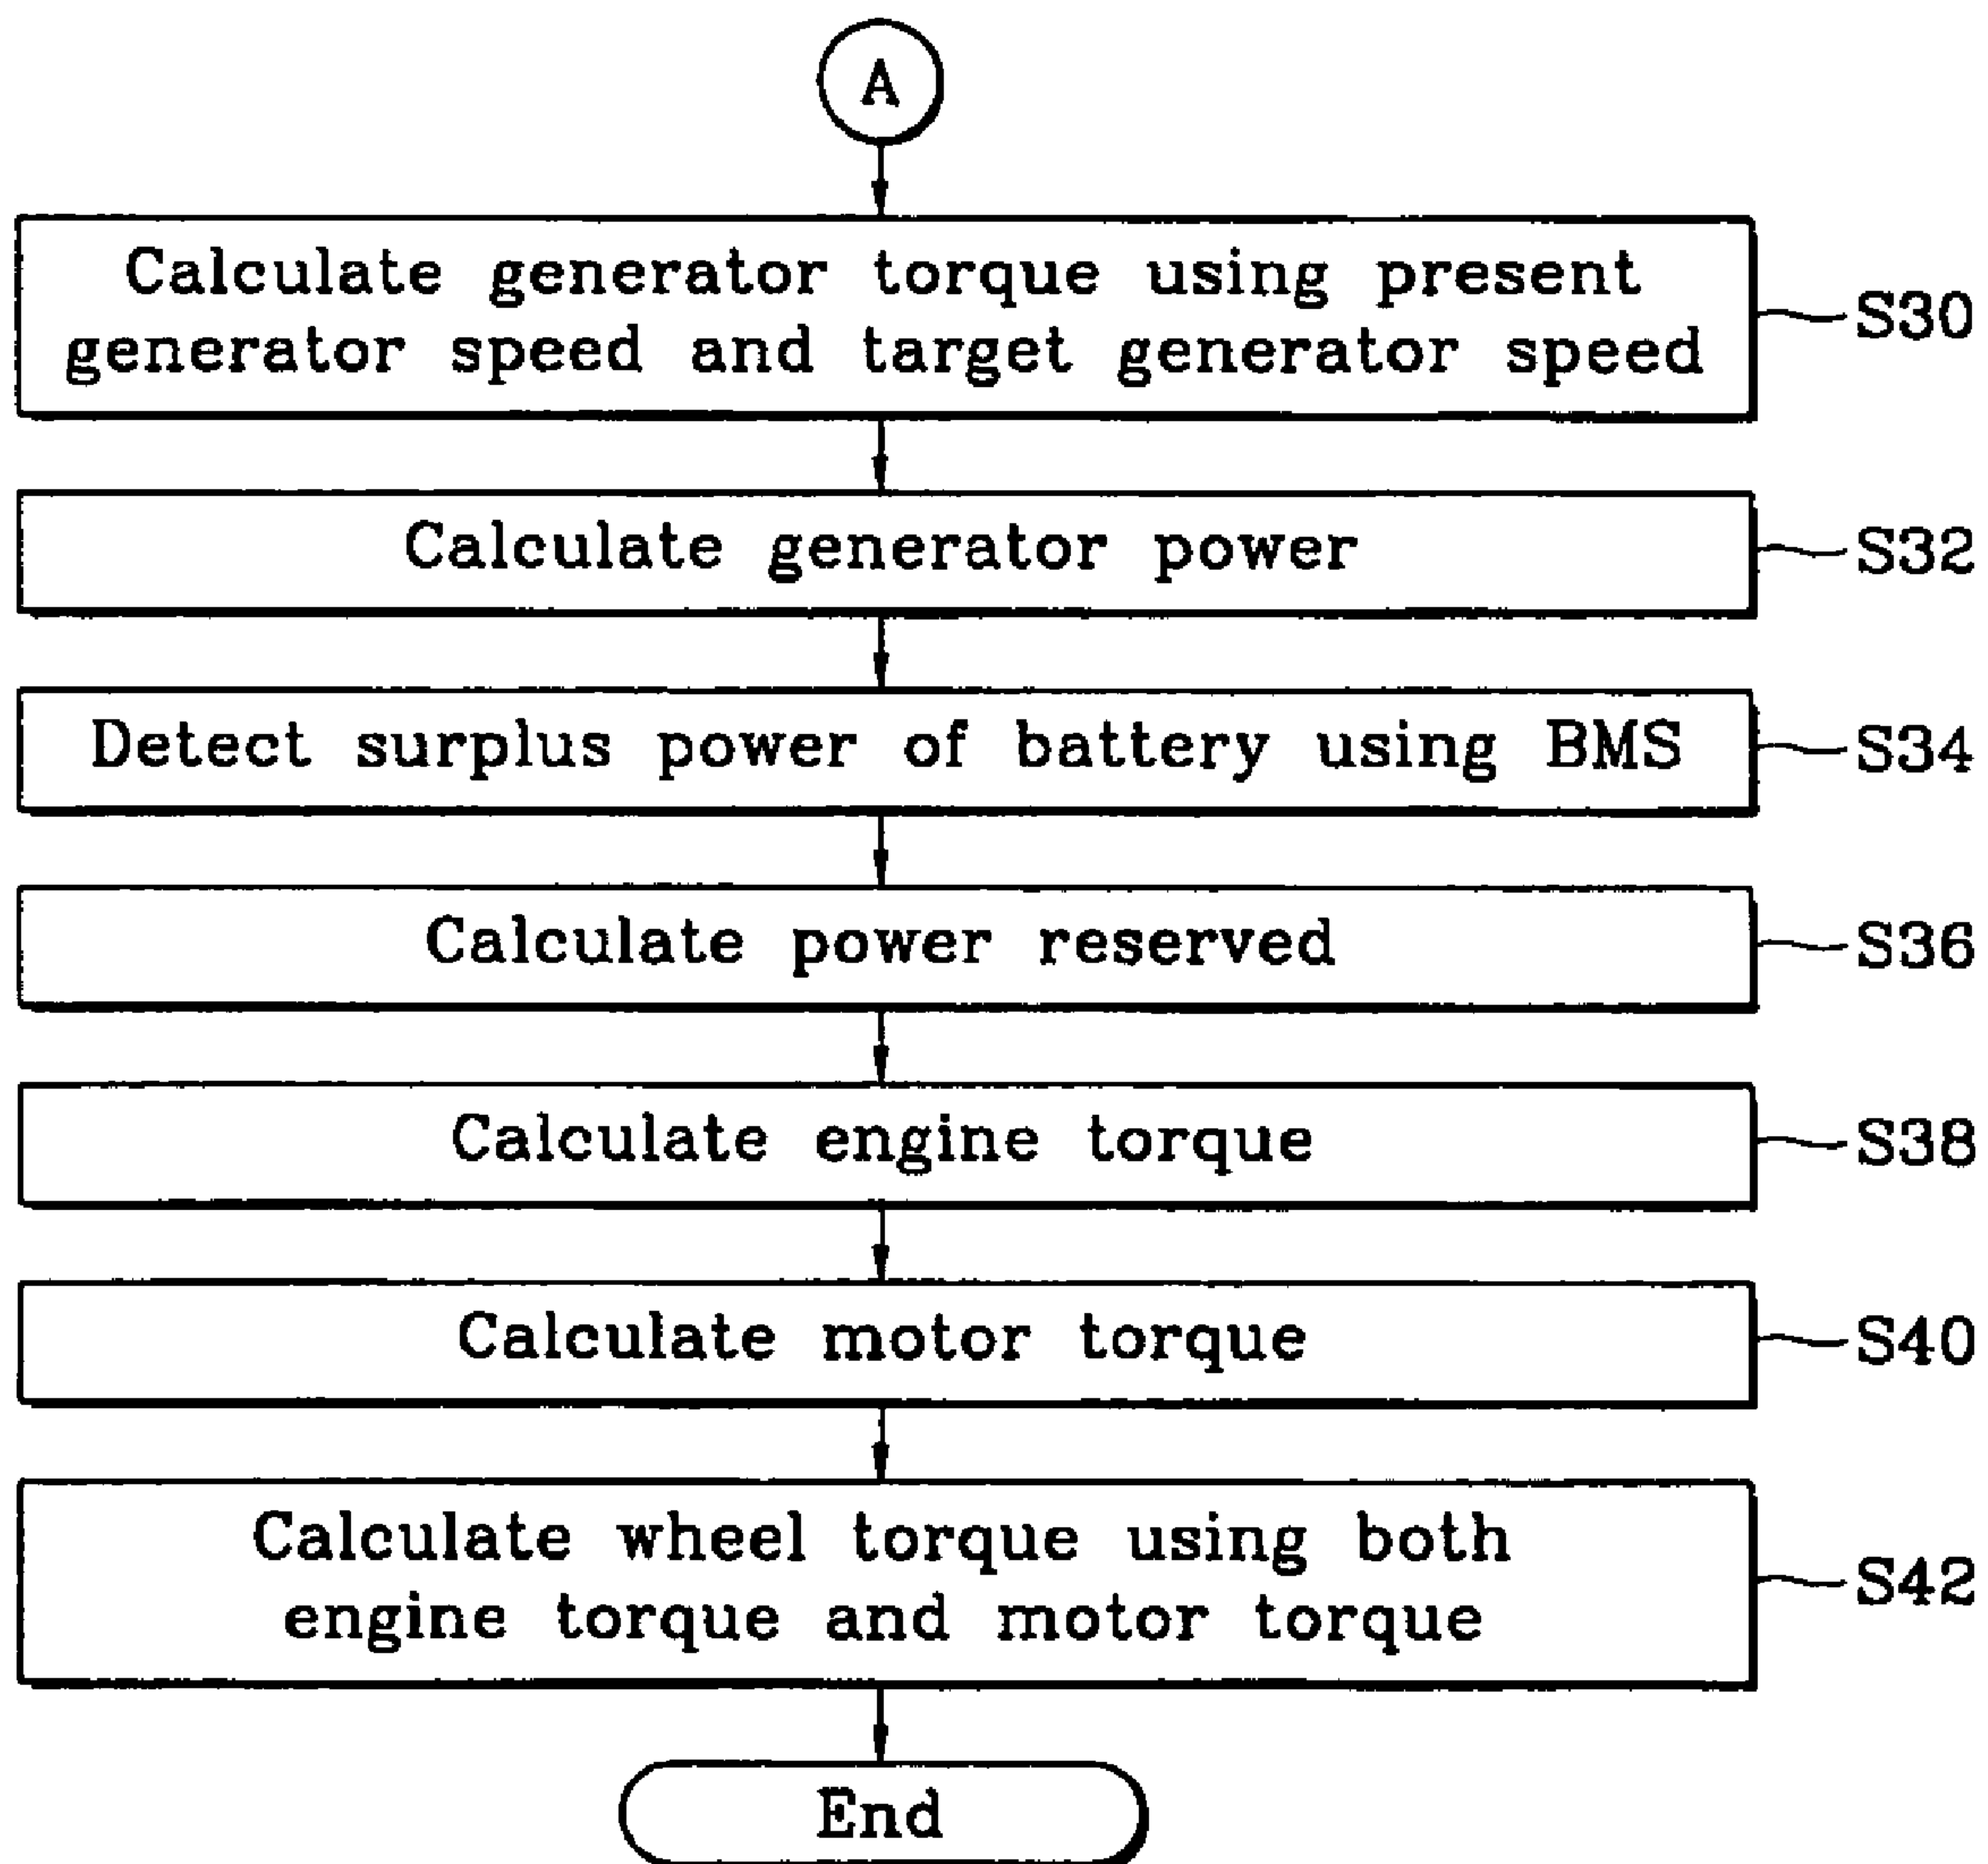 A
Calculate generator torque using present
generator speed and target generator speed
S30
Calculate generator power
S32
Detect surplus power of battery using BMS
S34
Calculate power reserved
S36
Calculate engine torque
S38
Calculate motor torque
S40
Calculate wheel torque using both
engine torque and motor torque
S42
End